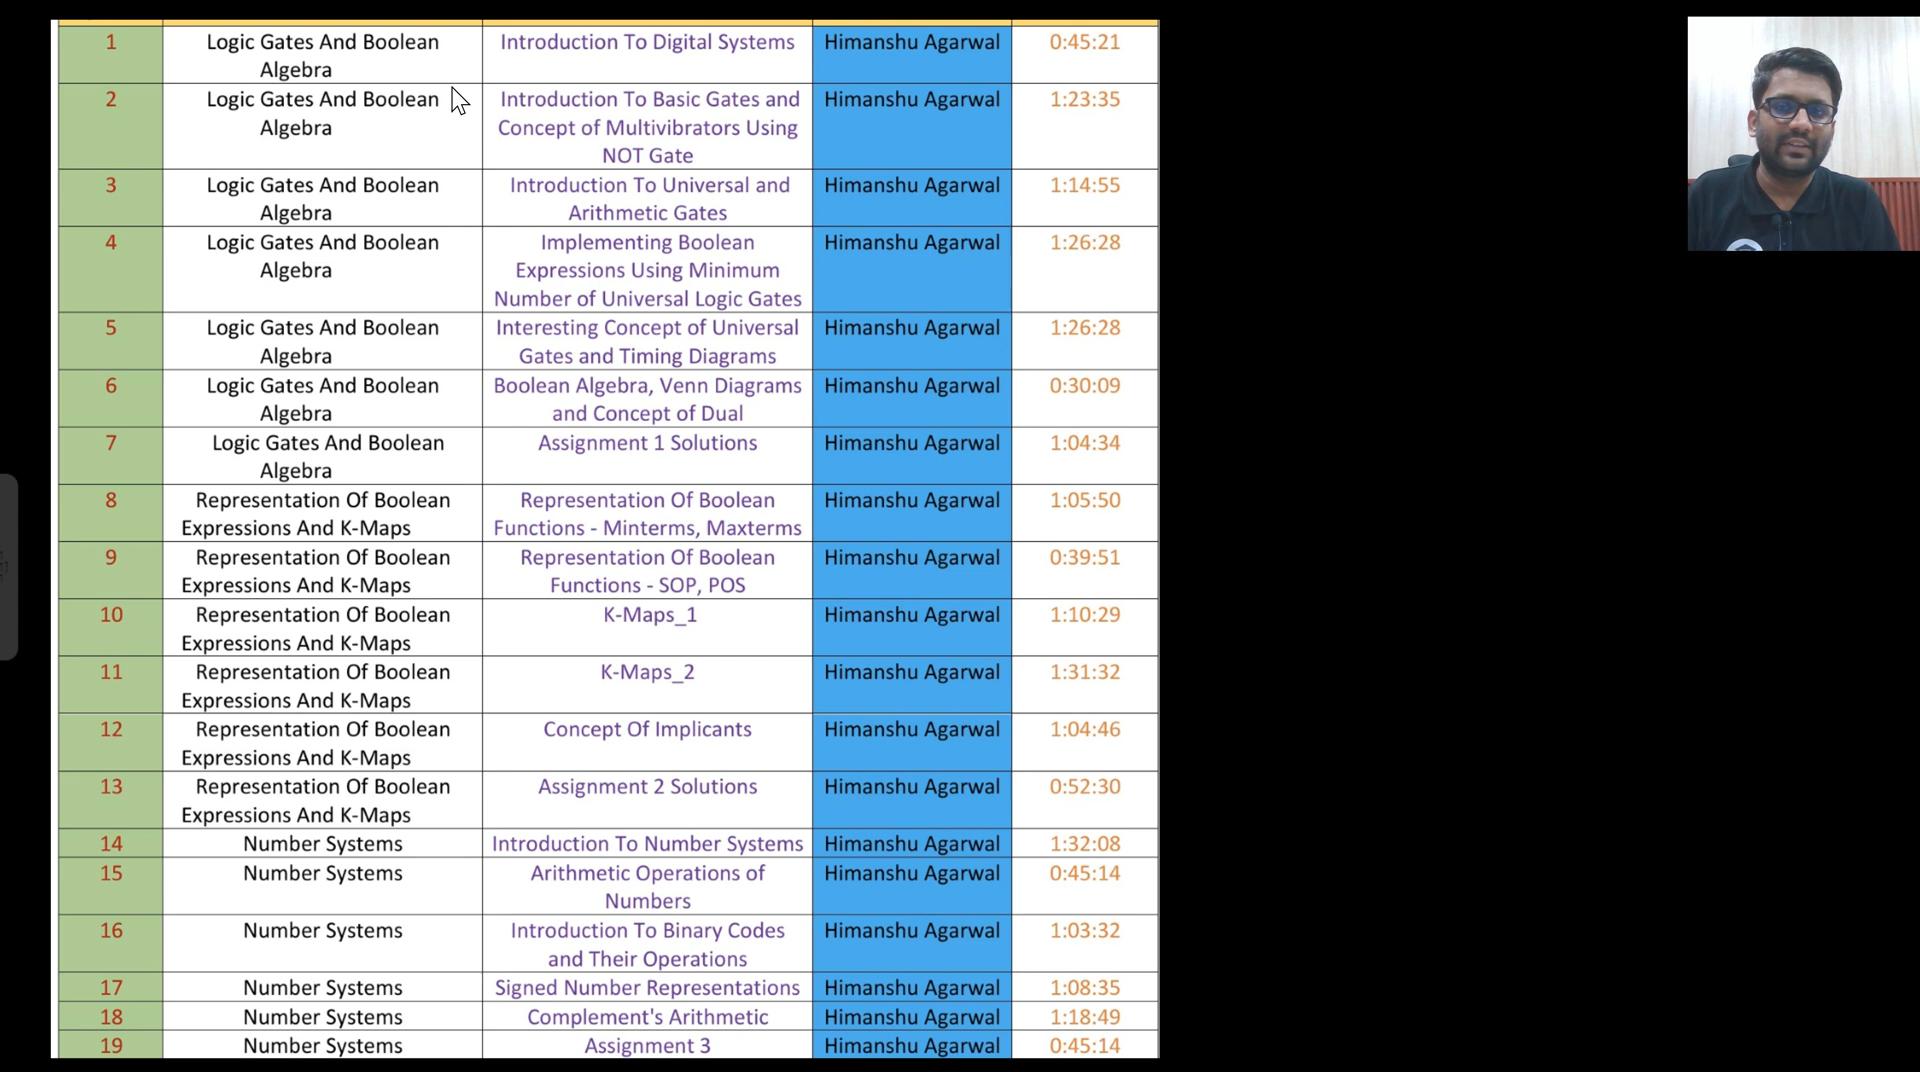 1 Logic Gates And Boolean Introduction To Digital Systems Himanshu Agarwal 0:45:21
Algebra
2 Logic Gates And Boolean Introduction To Basic Gates and Himanshu Agarwal 1:23:35
Algebra Concept of Multivibrators Using
NOT Gate
3 Logic Gates And Boolean Introduction To Universal and Himanshu Agarwal 1:14:55
Algebra Arithmetic Gates
4 Logic Gates And Boolean Implementing Boolean Himanshu Agarwal 1:26:28
Algebra Expressions Using Minimum
Number of Universal Logic Gates
5 Logic Gates And Boolean Interesting Concept of Universal Himanshu Agarwal 1:26:28
Algebra Gates and Timing Diagrams
6 Logic Gates And Boolean Boolean Algebra, Venn Diagrams Himanshu Agarwal 0:30:09
Algebra and Concept of Dual
7 Logic Gates And Boolean Assignment 1 Solutions Himanshu Agarwal 1:04:34
Algebra
8 Representation Of Boolean Representation Of Boolean Himanshu Agarwal 1:05:50
Expressions And K-Maps Functions - Minterms, Maxterms
9 Representation Of Boolean Representation Of Boolean Himanshu Agarwal 0:39:51
Expressions And K-Maps Functions - SOP, POS
10 Representation Of Boolean K-Maps_1 Himanshu Agarwal 1:10:29
Expressions And K-Maps
11 Representation Of Boolean K-Maps_2 Himanshu Agarwal 1:31:32
Expressions And K-Maps
12 Representation Of Boolean Concept Of Implicants Himanshu Agarwal 1:04:46
Expressions And K-Maps
13 Representation Of Boolean Assignment 2 Solutions Himanshu Agarwal 0:52:30
Expressions And K-Maps
14 Number Systems Introduction To Number Systems Himanshu Agarwal 1:32:08
15 Number Systems Arithmetic Operations of Himanshu Agarwal 0:45:14
Numbers
16 Number Systems Introduction To Binary Codes Himanshu Agarwal 1:03:32
and Their Operations
17 Number Systems Signed Number Representations Himanshu Agarwal 1:08:35
18 Number Systems Complement's Arithmetic Himanshu Agarwal 1:18:49
19 Number Systems Assignment 3 Himanshu Agarwal 0:45:14